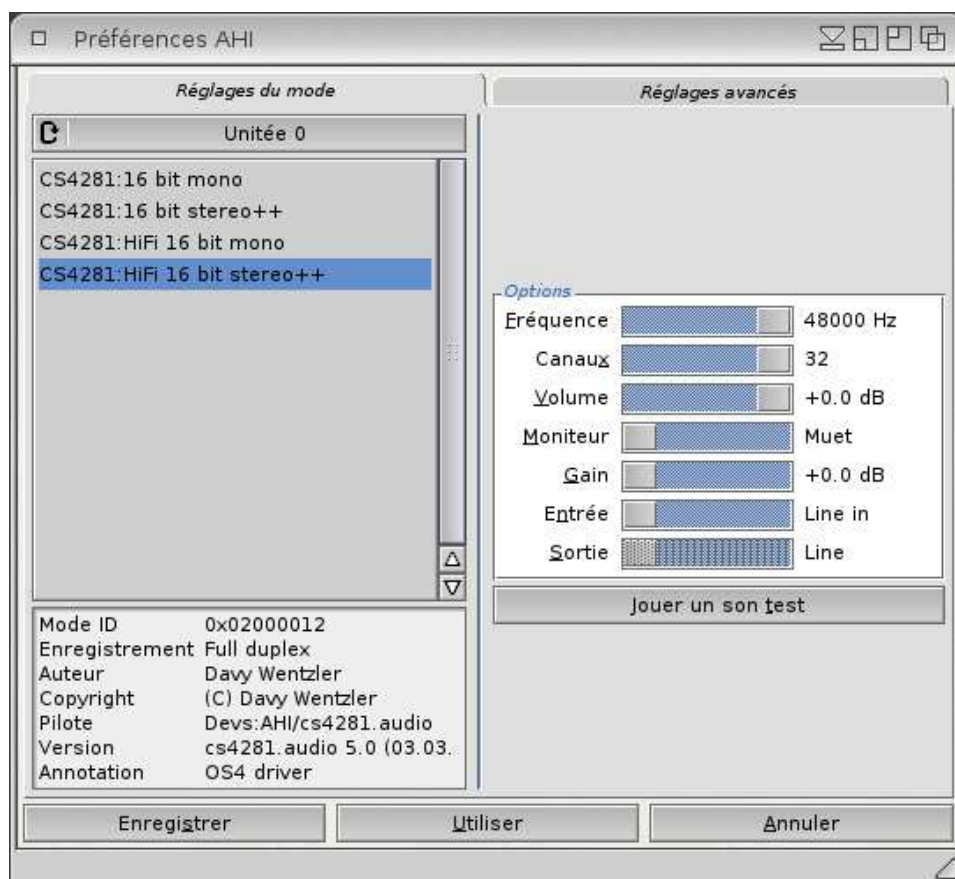 Préférences AHI
Réglages du mode
Réglages avancés
Unitée 0
CS4281:16 bit mono
CS4281:16 bit stereo++
CS4281:HiFi 16 bit mono
CS4281:HiFi 16 bit stereo++
Options
Fréquence 48000 Hz
Canaux 32
Volume +0.0 dB
Moniteur Muet
Gain +0.0 dB
Entrée Line in
Sortie Line
Jouer un son test
Mode ID 0x02000012
Enregistrement Full duplex
Auteur Davy Wentzler
Copyright (C) Davy Wentzler
Pilote Devs:AHI/cs4281.audio
Version cs4281.audio 5.0 (03.03.
Annotation OS4 driver
Enregistrer
Utiliser
Annuler